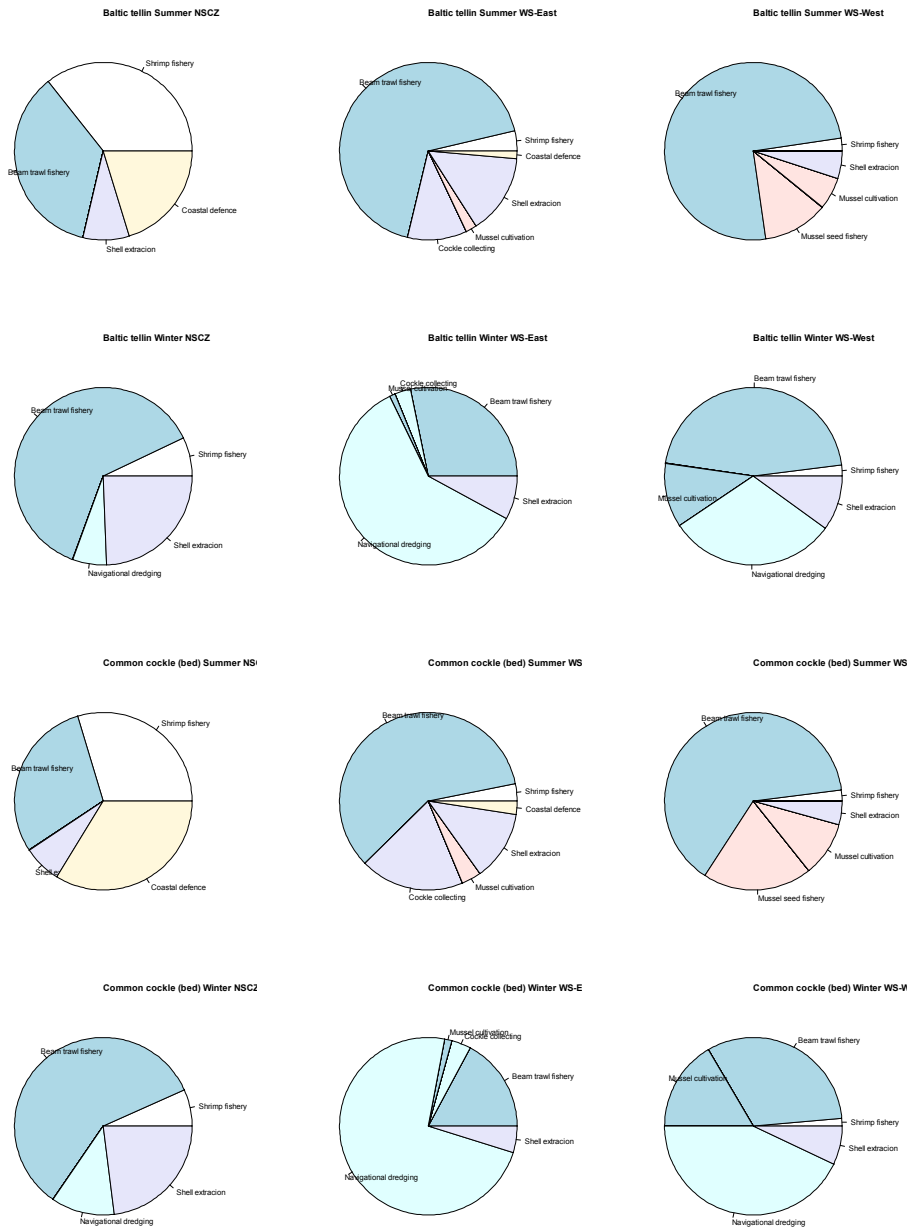 Baltic tellin Summer NSCZ
Shrimp fishery
Beam trawl fishery
Coastal defence
Shell extracion
Baltic tellin Summer WS-East
Beam trawl fishery
Shrimp fishery
Coastal defence
Shell extracion
Mussel cultivation
Cockle collecting
Baltic tellin Summer WS-West
Beam trawl fishery
Shrimp fishery
Shell extracion
Mussel cultivation
Mussel seed fishery
Baltic tellin Winter NSCZ
Beam trawl fishery
Shrimp fishery
Shell extracion
Navigational dredging
Baltic tellin Winter WS-East
Cockle collecting
Mussel cultivation
Beam trawl fishery
Shell extracion
Navigational dredging
Baltic tellin Winter WS-West
Beam trawl fishery
Shrimp fishery
Mussel cultivation
Shell extracion
Navigational dredging
Common cockle (bed) Summer NS
Shrimp fishery
Beam trawl fishery
Shell e
Coastal defence
Common cockle (bed) Summer WS
Beam trawl fishery
Shrimp fishery
Coastal defence
Shell extracion
Mussel cultivation
Cockle collecting
Common cockle (bed) Summer WS
Beam trawl fishery
Shrimp fishery
Shell extracion
Mussel cultivation
Mussel seed fishery
Common cockle (bed) Winter NSCZ
Beam trawl fishery
Shrimp fishery
Shell extracion
Navigational dredging
Common cockle (bed) Winter WS-E
Mussel cultivation
Cockle collecting
Beam trawl fishery
Shell extracion
Navigational dredging
Common cockle (bed) Winter WS-W
Beam trawl fishery
Mussel cultivation
Shrimp fishery
Shell extracion
Navigational dredging